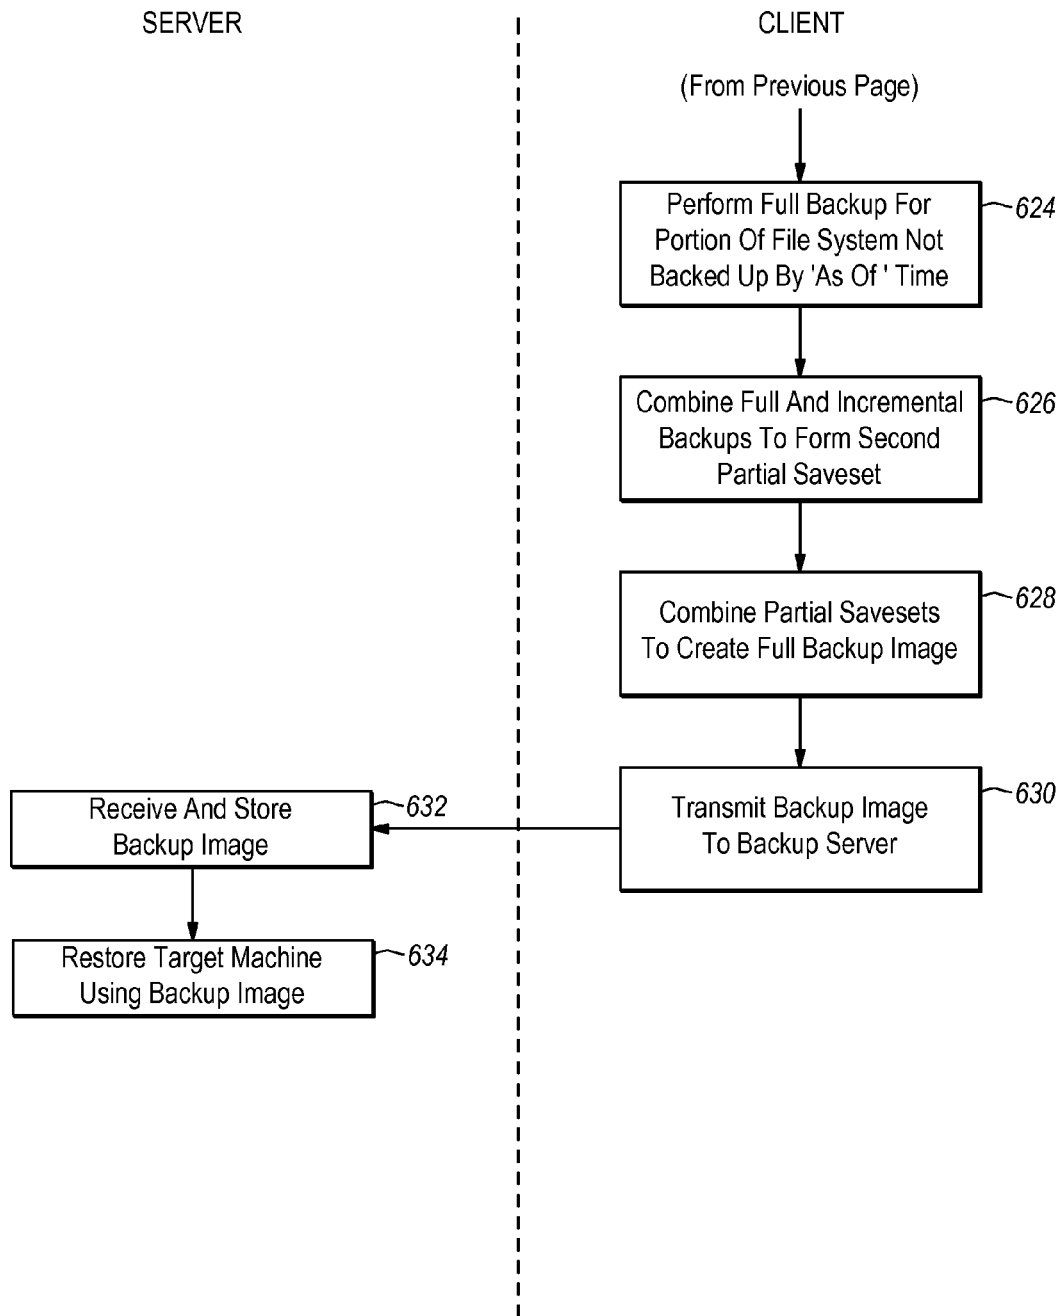 SERVER
CLIENT
(From Previous Page)
Perform Full Backup For
Portion Of File System Not
Backed Up By 'As Of ' Time
624
Combine Full And Incremental
Backups To Form Second
Partial Saveset
626
Combine Partial Savesets
To Create Full Backup Image
628
Transmit Backup Image
To Backup Server
630
Receive And Store
Backup Image
632
Restore Target Machine
Using Backup Image
634